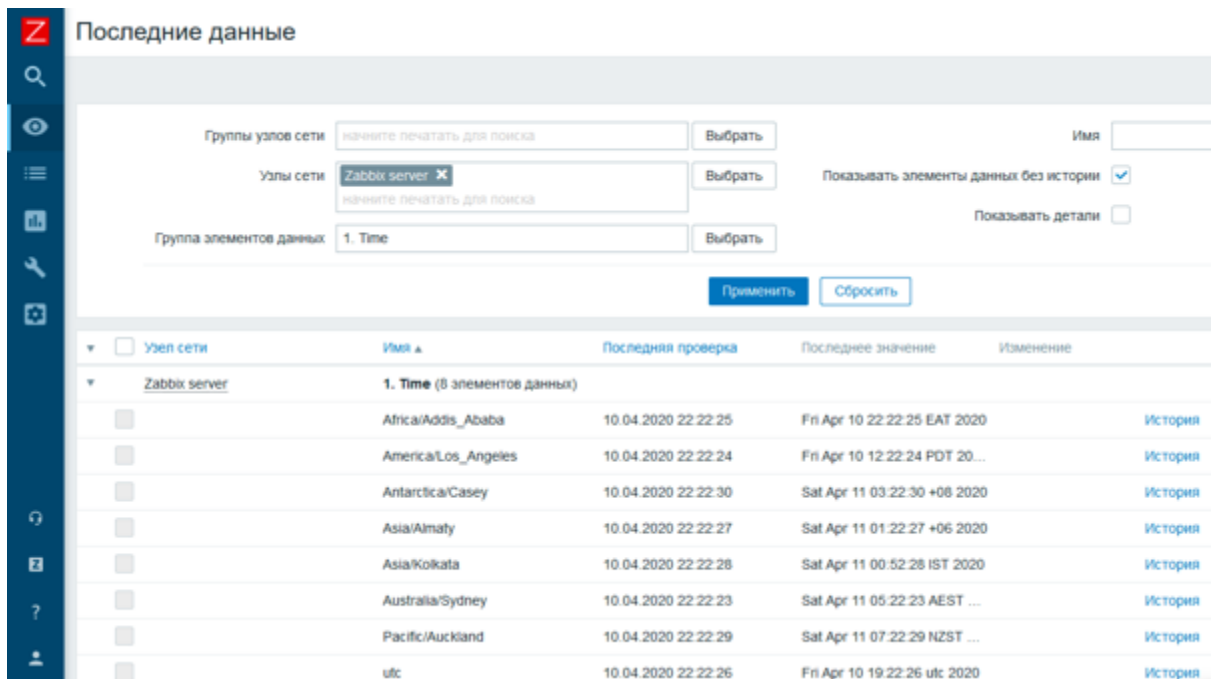 Z Последние данные
Группы узлов сети начните печатать для поиска Выбрать Имя
Узлы сети Zabbix server Выбрать Показывать элементы данных без истории
начните печатать для поиска
Показывать детали
Группа элементов данных 1. Time Выбрать
Применить Сбросить
Узел сети Имя Последняя проверка Последнее значение Изменение
Zabbix server 1. Time (8 элементов данных)
Africa/Addis_Ababa 10.04.2020 22:22:25 Fri Apr 10 22:22:25 EAT 2020 История
America/Los_Angeles 10.04.2020 22:22:24 Fri Apr 10 12:22:24 PDT 20... История
Antarctica/Casey 10.04.2020 22:22:30 Sat Apr 11 03:22:30 +08 2020 История
Asia/Almaty 10.04.2020 22:22:27 Sat Apr 11 01:22:27 +06 2020 История
Asia/Kolkata 10.04.2020 22:22:28 Sat Apr 11 00:52:28 IST 2020 История
Australia/Sydney 10.04.2020 22:22:23 Sat Apr 11 05:22:23 AEST ... История
Pacific/Auckland 10.04.2020 22:22:29 Sat Apr 11 07:22:29 NZST ... История
utc 10.04.2020 22:22:26 Fri Apr 10 19:22:26 utc 2020 История